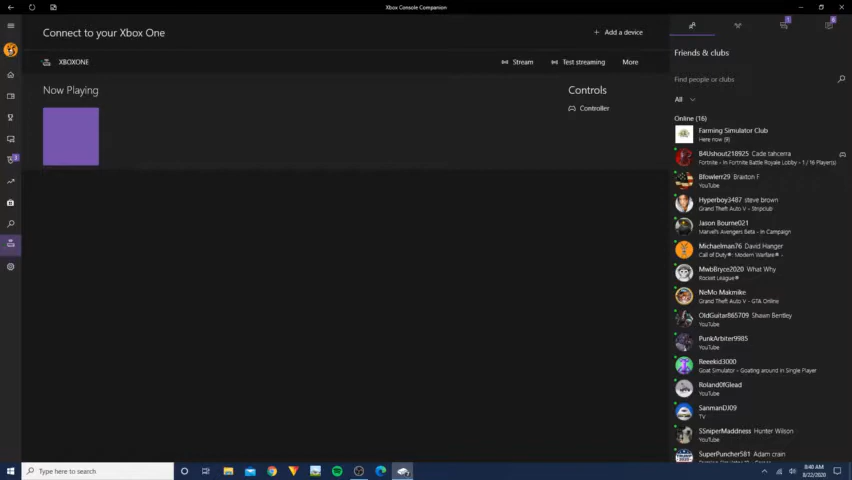 Xbox Console Companion
Connect to your Xbox One
Add a device
XBOXONE
Stream
Test streaming
More
Now Playing
Controls
Controller
3
1
6
Friends & clubs
Find people or clubs
All
Online (16)
Farming Simulator Club
Here now (9)
B4Ushout218925 Cade tahcerra
Fortnite - In Fortnite Battle Royale Lobby - 1 / 16 Player(s)
Bfowlerr29 Braxton F
YouTube
Hyperboy3487 steve brown
Grand Theft Auto V - Stripclub
Jason Bourne021
Marvel's Avengers Beta - In Campaign
Michaelman76 David Hanger
Call of Duty®: Modern Warfare® -
MwbBryce2020 What Why
Rocket League®
NeMo Makmike
Grand Theft Auto V - GTA Online
OldGuitar865709 Shawn Bentley
YouTube
PunkArbiter9985
YouTube
Reeekid3000
Goat Simulator - Goating around in Single Player
Roland0fGlead
YouTube
SanmanDJ09
TV
SSniperMaddness Hunter Wilson
YouTube
SuperPuncher581 Adam crain
Type here to search
8:40 AM
8/22/2020